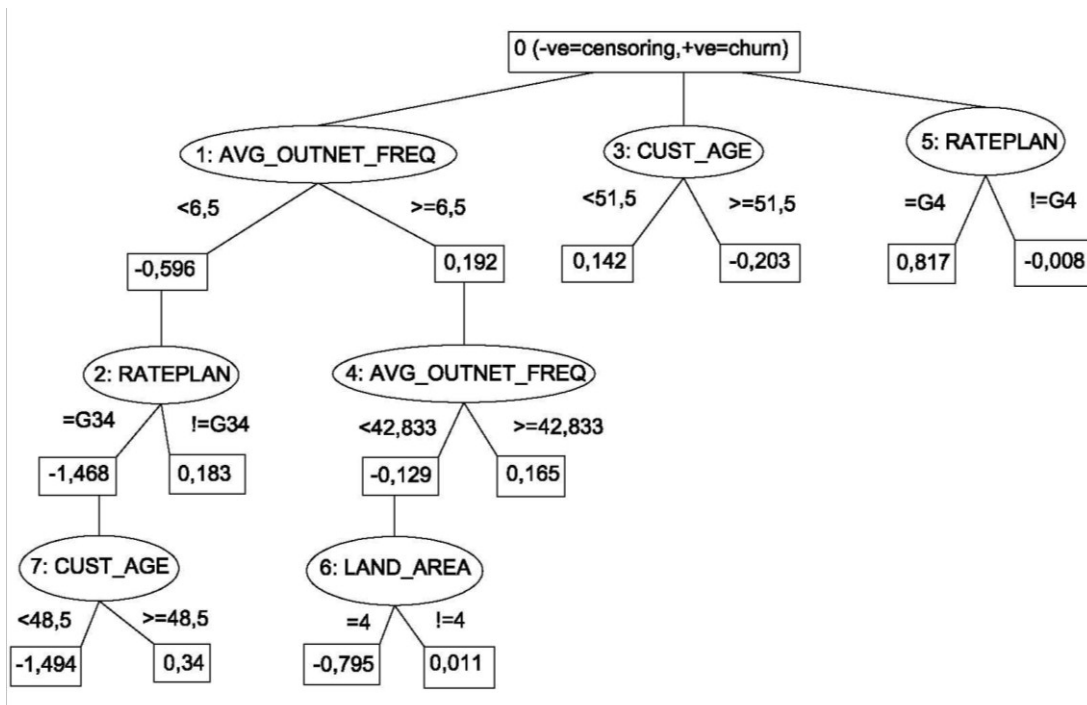 0 (-ve=censoring,+ve=churn)
1: AVG_OUTNET_FREQ
3: CUST_AGE
5: RATEPLAN
<6,5
>=6,5
<51,5
>=51,5
=G4
!=G4
-0,596
0,192
0,142
-0,203
0,817
-0,008
2: RATEPLAN
4: AVG_OUTNET_FREQ
=G34
!=G34
<42,833
>=42,833
-1,468
0,183
-0,129
0,165
7: CUST_AGE
6: LAND_AREA
<48,5
>=48,5
=4
!=4
-1,494
0,34
-0,795
0,011